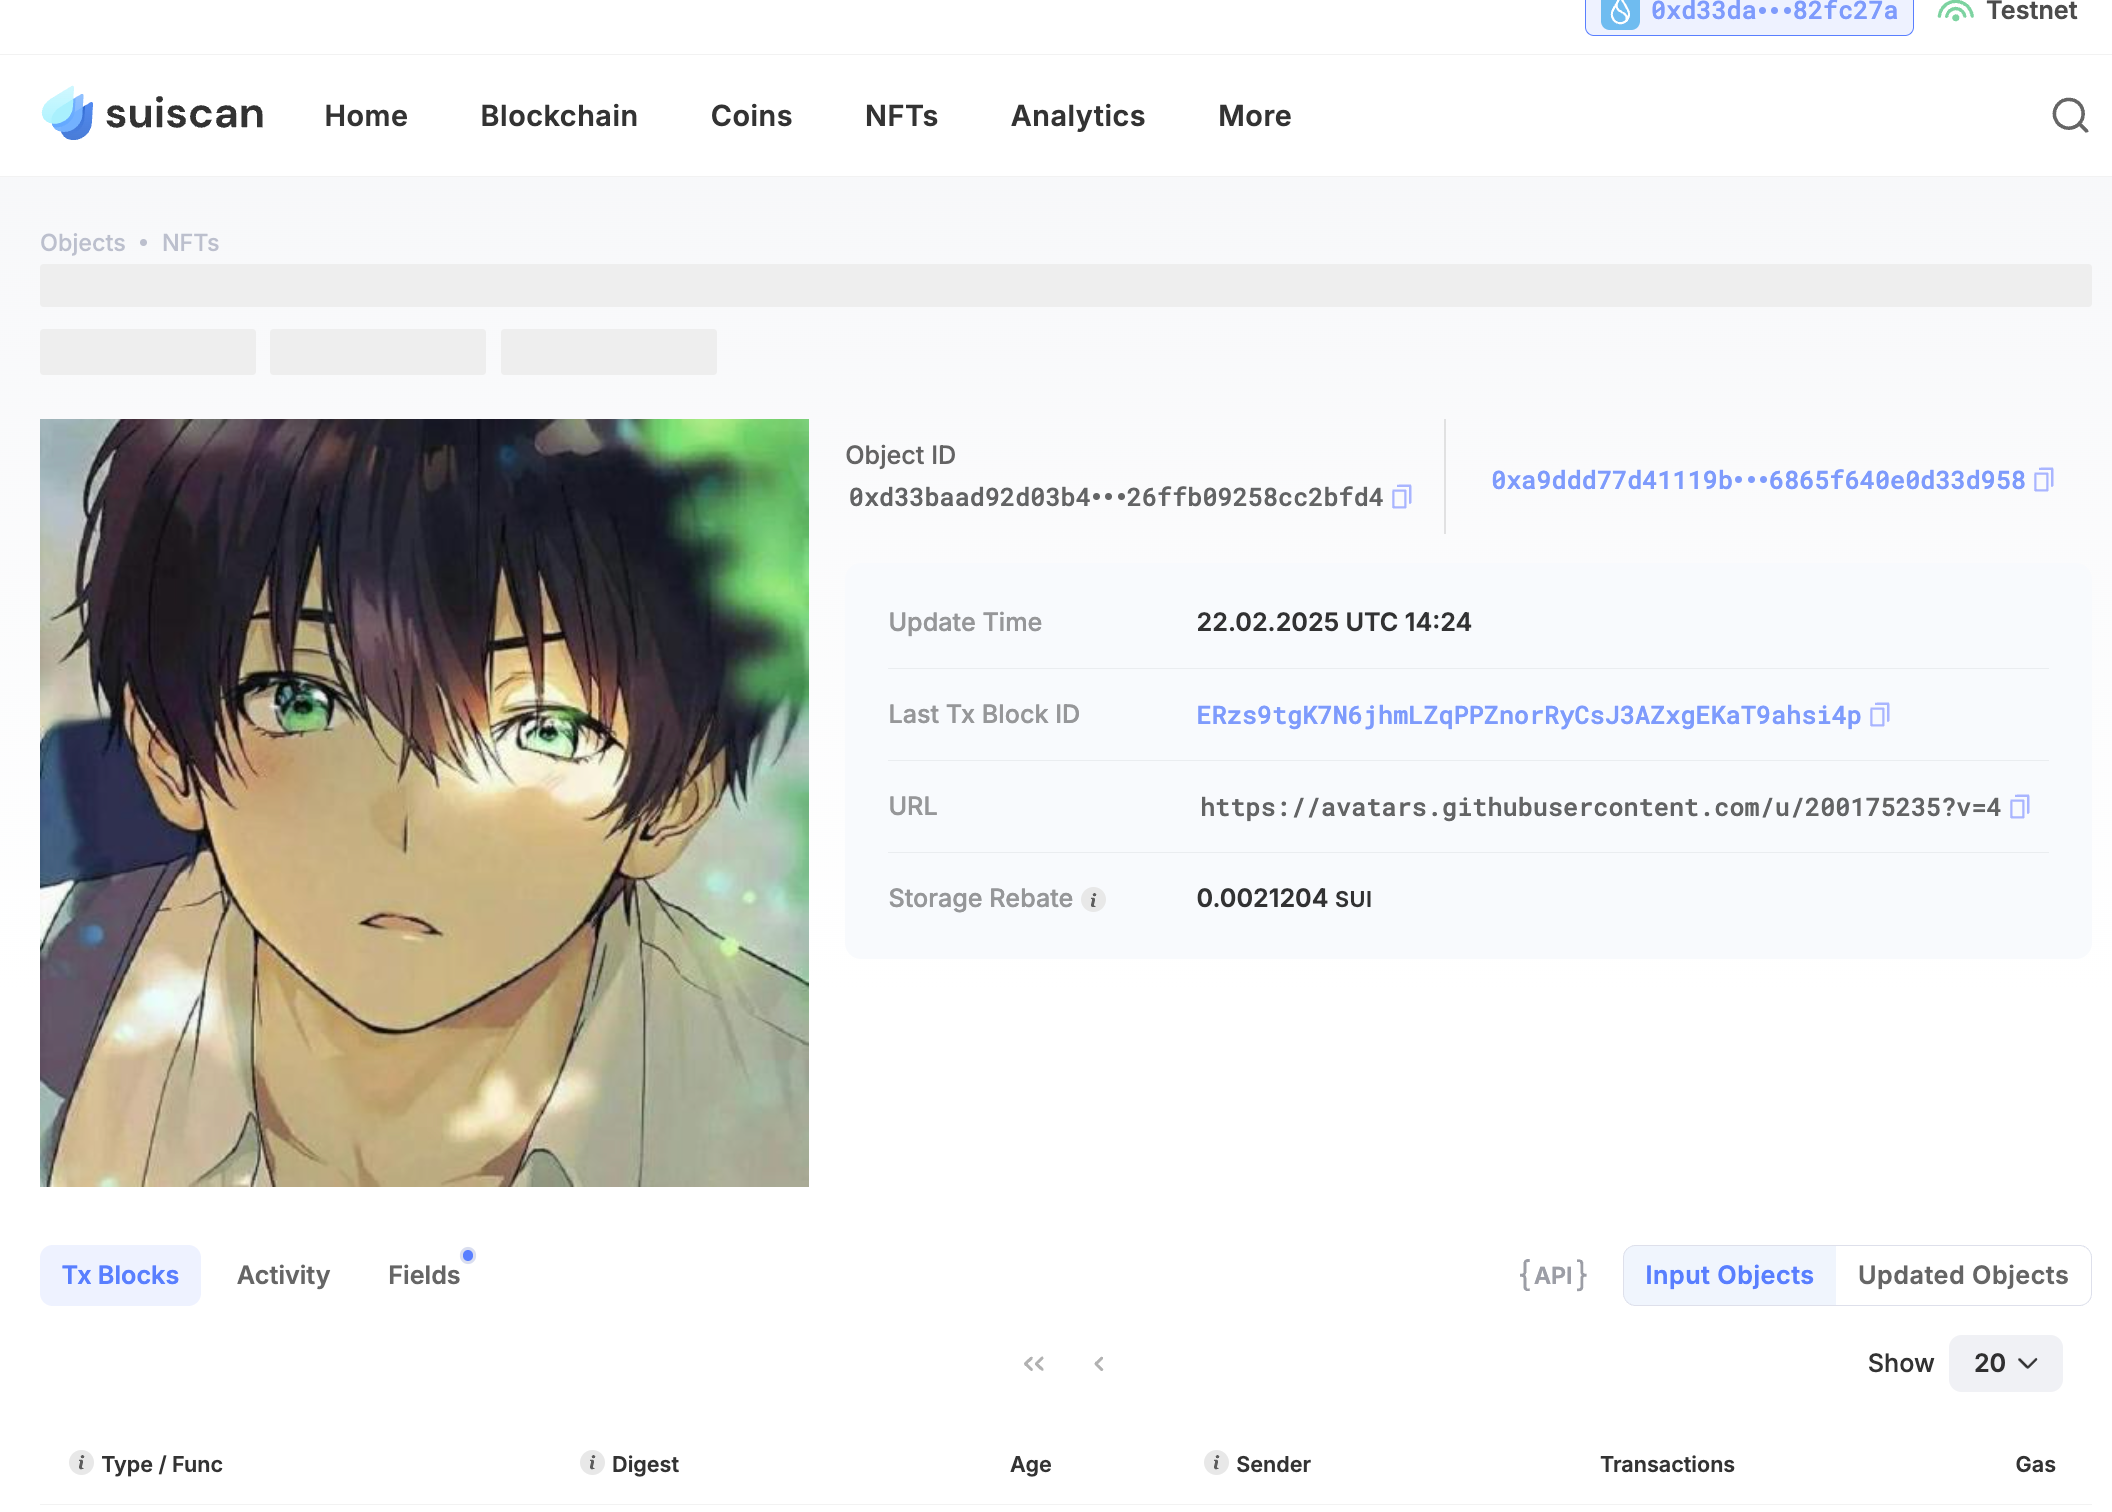 0xd33da•••82fc27a
Testnet
suiscan
Home
Blockchain
Coins
NFTs
Analytics
More
Objects • NFTs
Object ID
0xd33baad92d03b4•••26ffb09258cc2bfd4
0xa9ddd77d41119b•••6865f640e0d33d958
Update Time
22.02.2025 UTC 14:24
Last Tx Block ID
ERzs9tgK7N6jhmLZqPPZnorRyCsJ3AZxgEKaT9ahsi4p
URL
https://avatars.githubusercontent.com/u/200175235?v=4
Storage Rebate i
0.0021204 SUI
Tx Blocks
Activity
Fields
{API}
Input Objects
Updated Objects
Show
20
i Type / Func
i Digest
Age
i Sender
Transactions
Gas